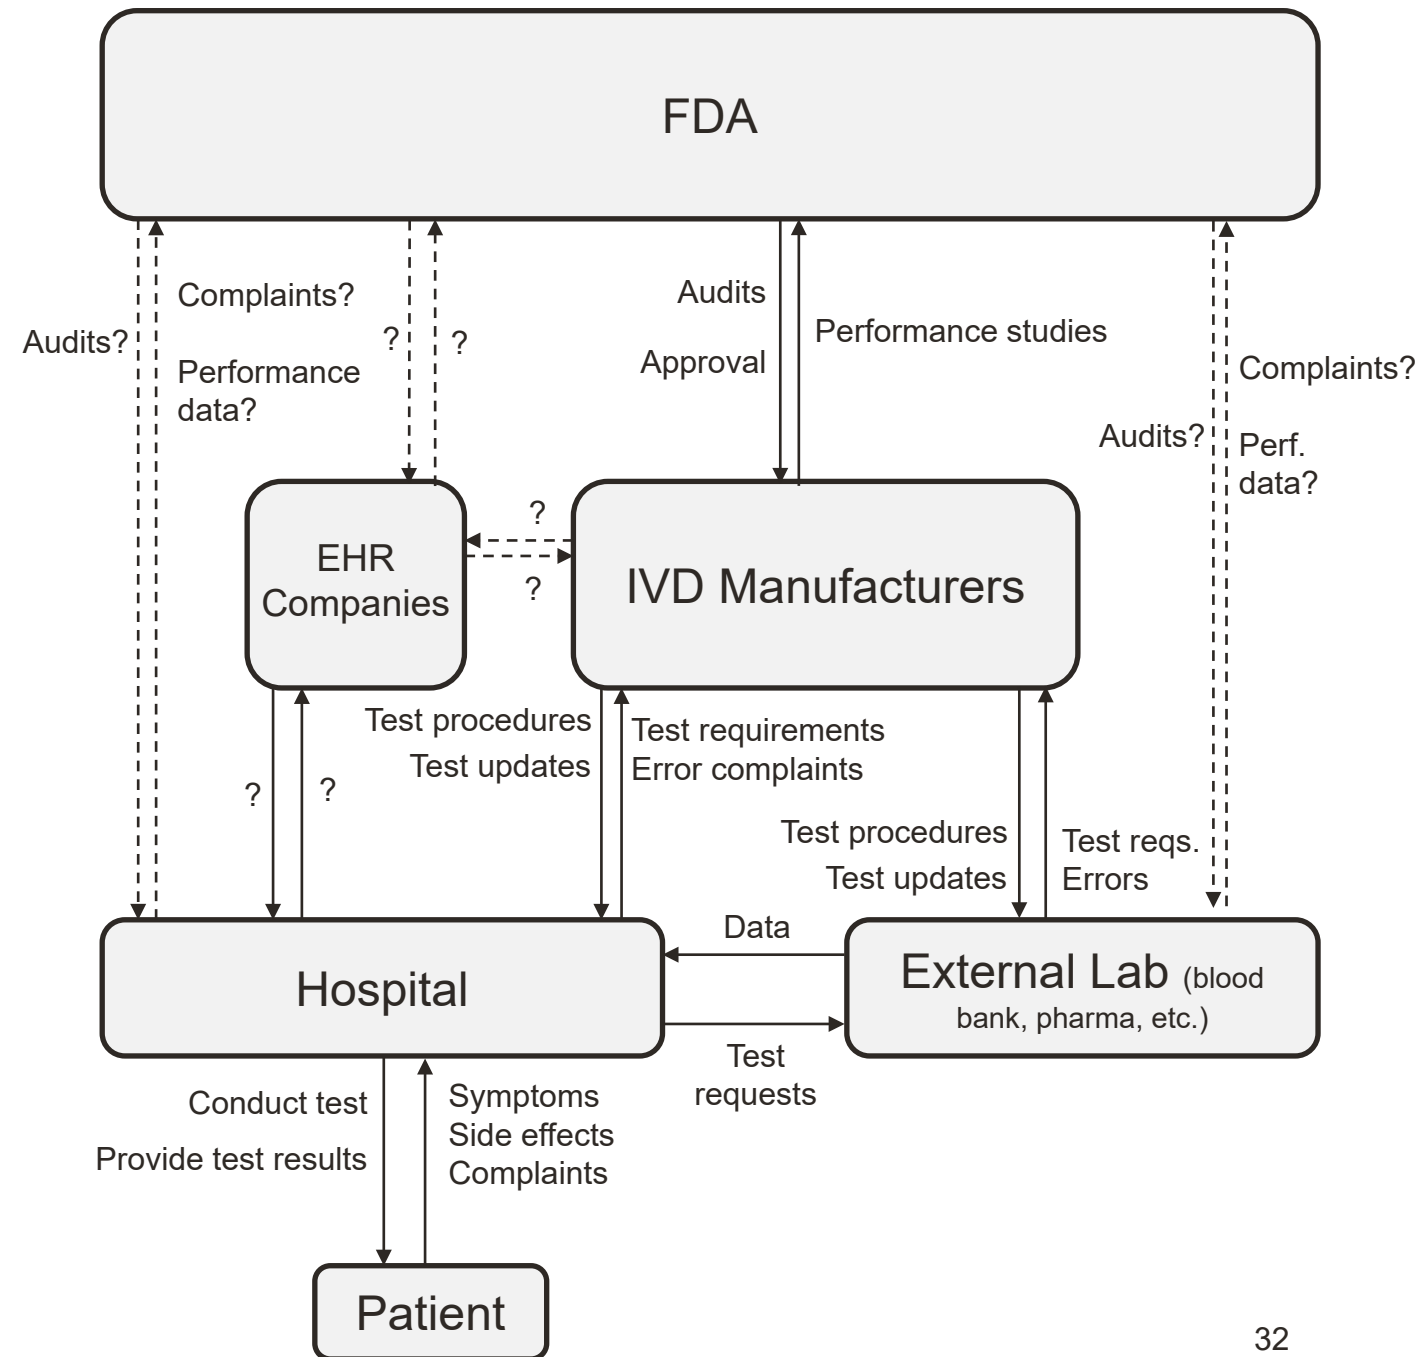 FDA
Audits?
Complaints?
Performance
data?
?
?
Audits
Approval
Performance studies
Audits?
Complaints?
Perf.
data?
EHR
Companies
?
?
IVD Manufacturers
?
?
Test procedures
Test updates
Test requirements
Error complaints
Test procedures
Test updates
Test reqs.
Errors
Hospital
Data
Test
requests
External Lab (blood
bank, pharma, etc.)
Conduct test
Provide test results
Symptoms
Side effects
Complaints
Patient
32